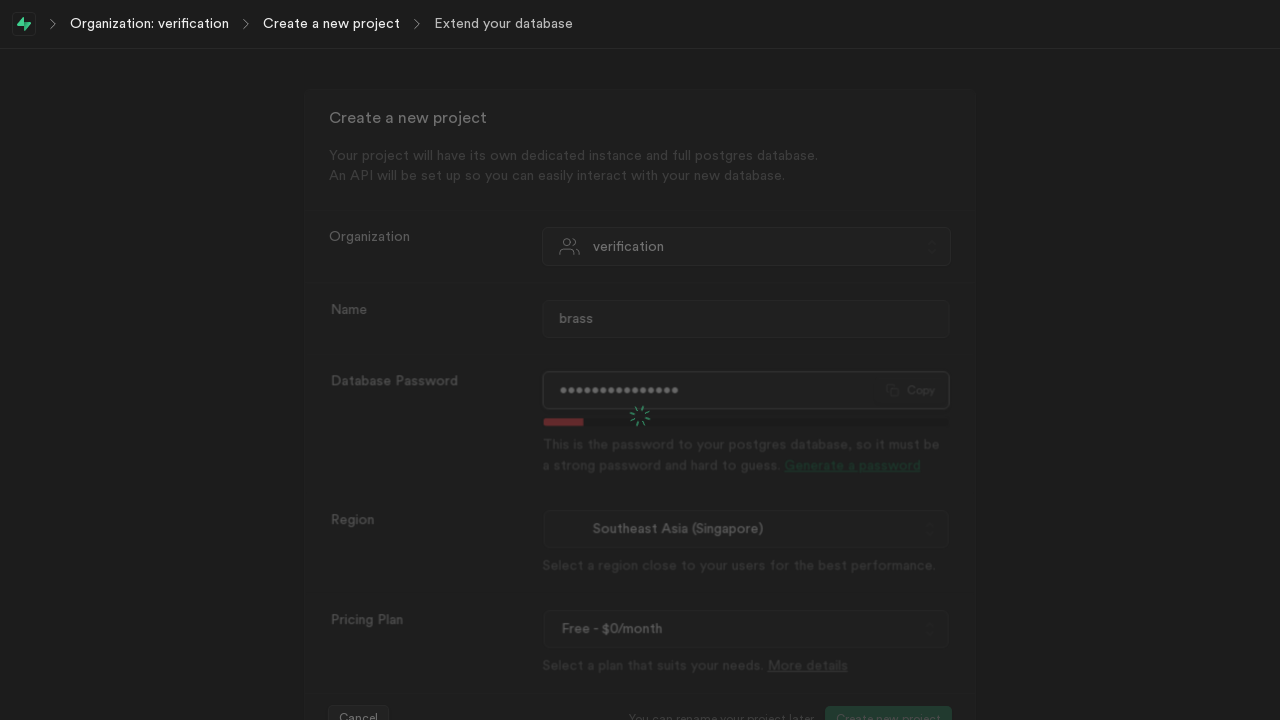 Organization: verification
Create a new project
Extend your database
Create a new project
Your project will have its own dedicated instance and full postgres database.
An API will be set up so you can easily interact with your new database.
Organization
verification
Name
brass
Database Password
•••••••••••••••
Copy
This is the password to your postgres database, so it must be
a strong password and hard to guess. Generate a password
Region
Southeast Asia (Singapore)
Select a region close to your users for the best performance.
Pricing Plan
Free - $0/month
Select a plan that suits your needs. More details
Cancel
You can rename your project later
Create new project